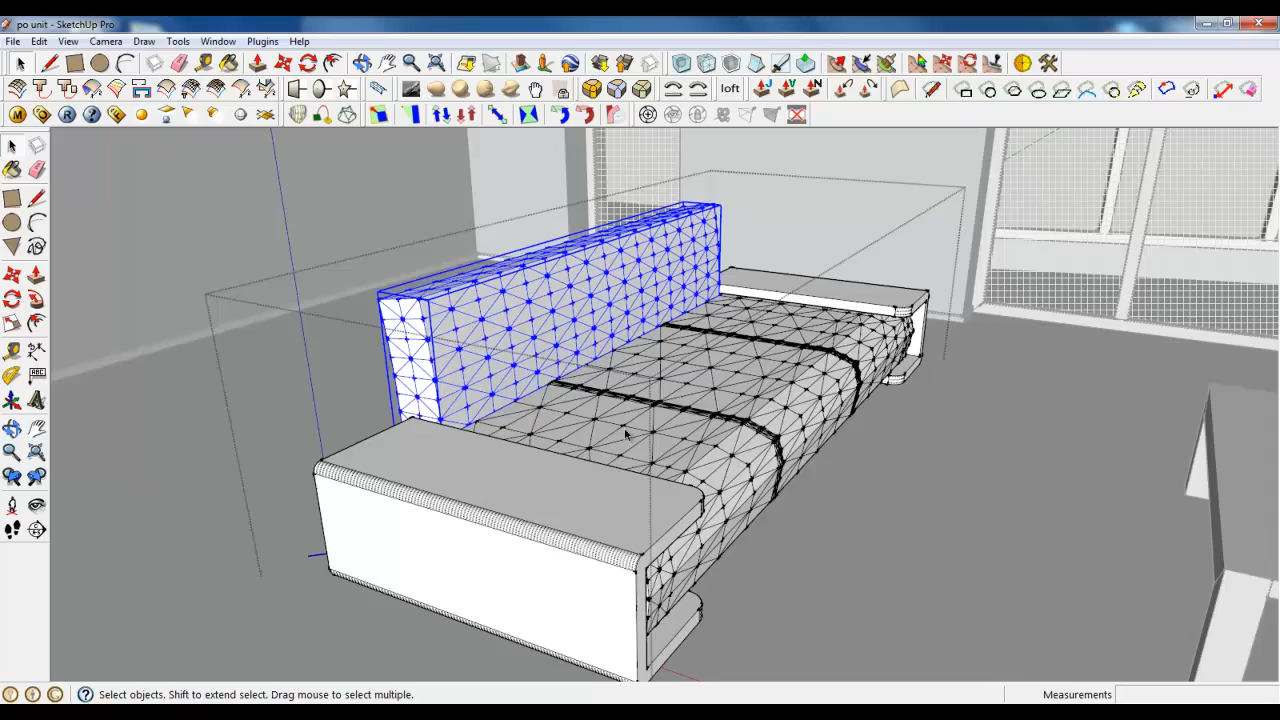 po unit - SketchUp Pro
File Edit View Camera Draw Tools Window Plugins Help
loft
Select objects. Shift to extend select. Drag mouse to select multiple.
Measurements